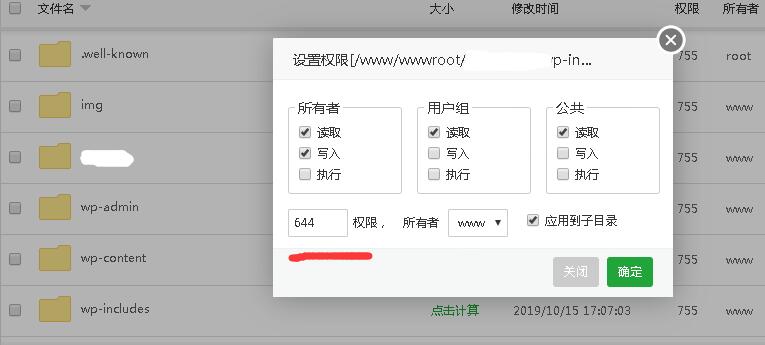 文件名 大小 修改时间 权限 所有者
.well-known 755 root
设置权限[/www/wwwroot/ p-in...
img 755 www
所有者 用户组 公共
读取 读取 读取
写入 写入 写入
执行 执行 执行
755 www
wp-admin 755 www
644 权限， 所有者 www 应用到子目录
wp-content 755 www
关闭 确定
wp-includes 点击计算 2019/10/15 17:07:03 755 www